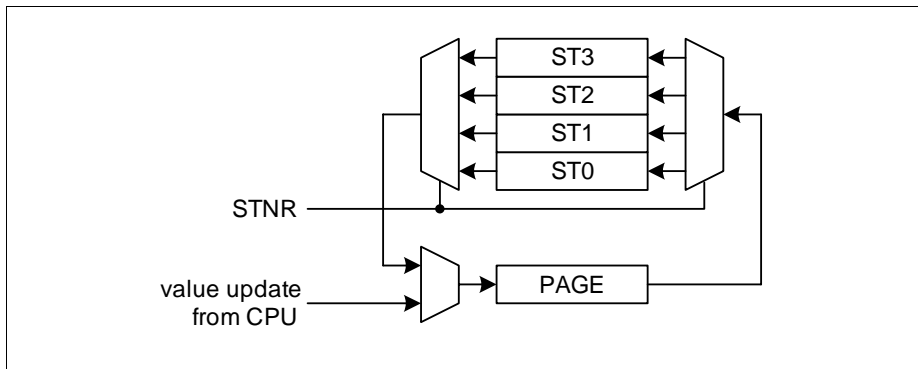 ST3
ST2
ST1
ST0
STNR
PAGE
value update
from CPU